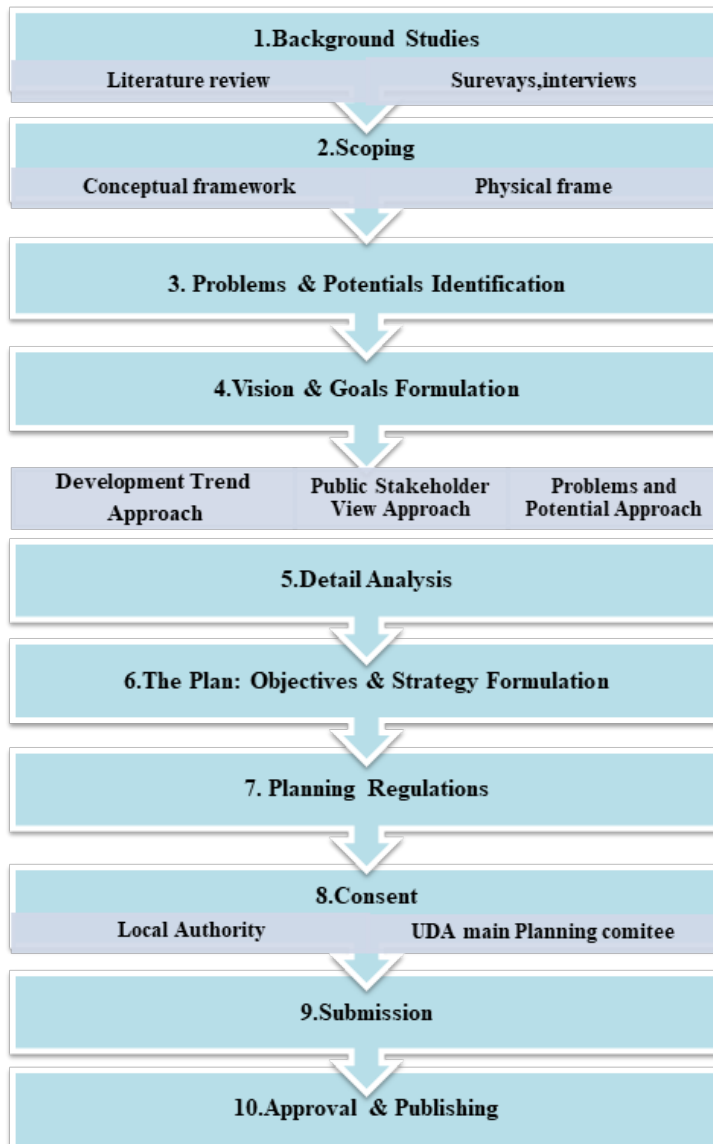 1.Background Studies
Literature review
Surevays,interviews
2.Scoping
Conceptual framework
Physical frame
3. Problems & Potentials Identification
4.Vision & Goals Formulation
Development Trend
Approach
Public Stakeholder
View Approach
Problems and
Potential Approach
5.Detail Analysis
6.The Plan: Objectives & Strategy Formulation
7. Planning Regulations
8.Consent
Local Authority
UDA main Planning comitee
9.Submission
10.Approval & Publishing